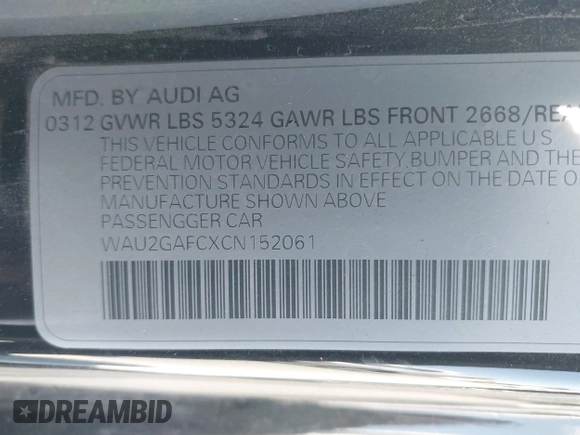 MFD. BY AUDI AG
0312 GVWR LBS 5324 GAWR LBS FRONT 2668/REA
THIS VEHICLE CONFORMS TO ALL APPLICABLE U S
FEDERAL MOTOR VEHICLE SAFETY,BUMPER AND THE
PREVENTION STANDARDS IN EFFECT ON THE DATE O
MANUFACTURE SHOWN ABOVE
PASSENGGER CAR
WAU2GAFCXCN152061
DREAMBID